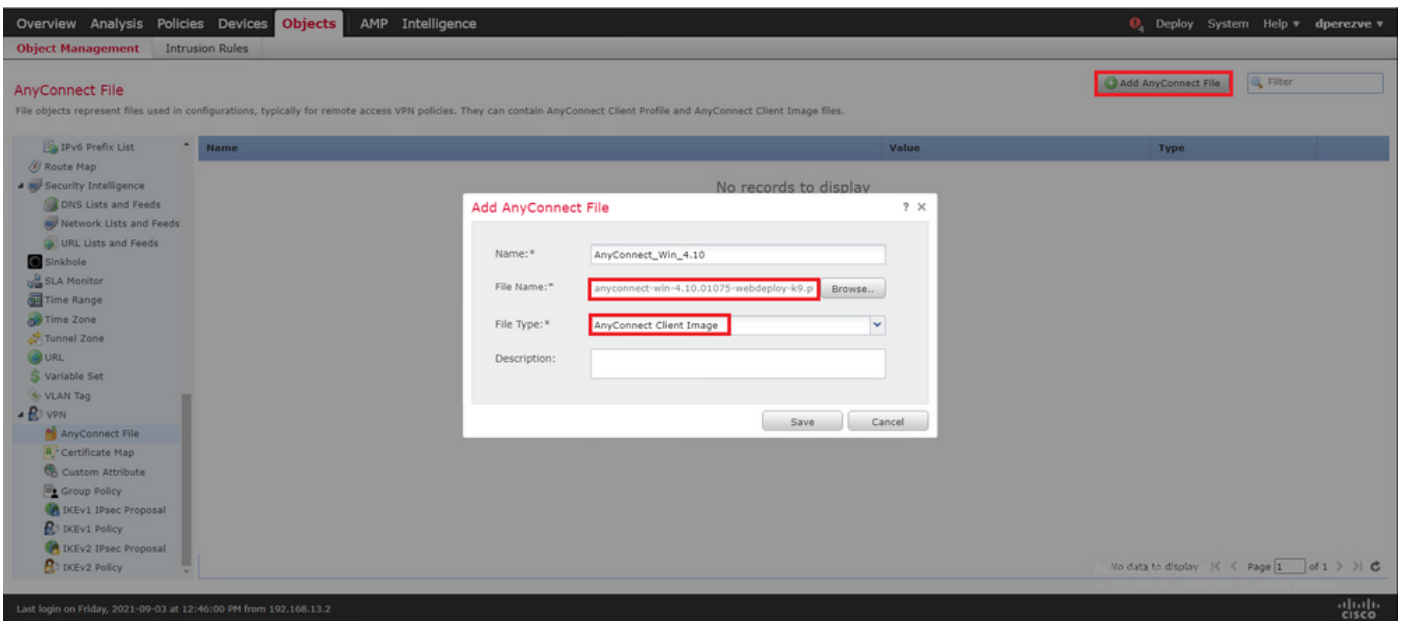 Overview Analysis Policies Devices Objects AMP Intelligence
4 Deploy System Help dperezve
Object Management Intrusion Rules
AnyConnect File
Add AnyConnect File
Filter
File objects represent files used in configurations, typically for remote access VPN policies. They can contain AnyConnect Client Profile and AnyConnect Client Image files.
IPv6 Prefix List
Route Map
Security Intelligence
DNS Lists and Feeds
Network Lists and Feeds
URL Lists and Feeds
Sinkhole
SLA Monitor
Time Range
Time Zone
Tunnel Zone
URL
Variable Set
VLAN Tag
VPN
AnyConnect File
Certificate Map
Custom Attribute
Group Policy
IKEv1 IPsec Proposal
IKEv1 Policy
IKEv2 IPsec Proposal
IKEv2 Policy
Name Value Type
No records to display
Add AnyConnect File ? ×
Name:* AnyConnect_Win_4.10
File Name:* anyconnect-win-4.10.01075-webdeploy-k9.p Browse..
File Type:* AnyConnect Client Image
Description:
Save Cancel
No data to display |< < Page 1 of 1 > >|
Last login on Friday, 2021-09-03 at 12:46:00 PM from 192.168.13.2
CISCO